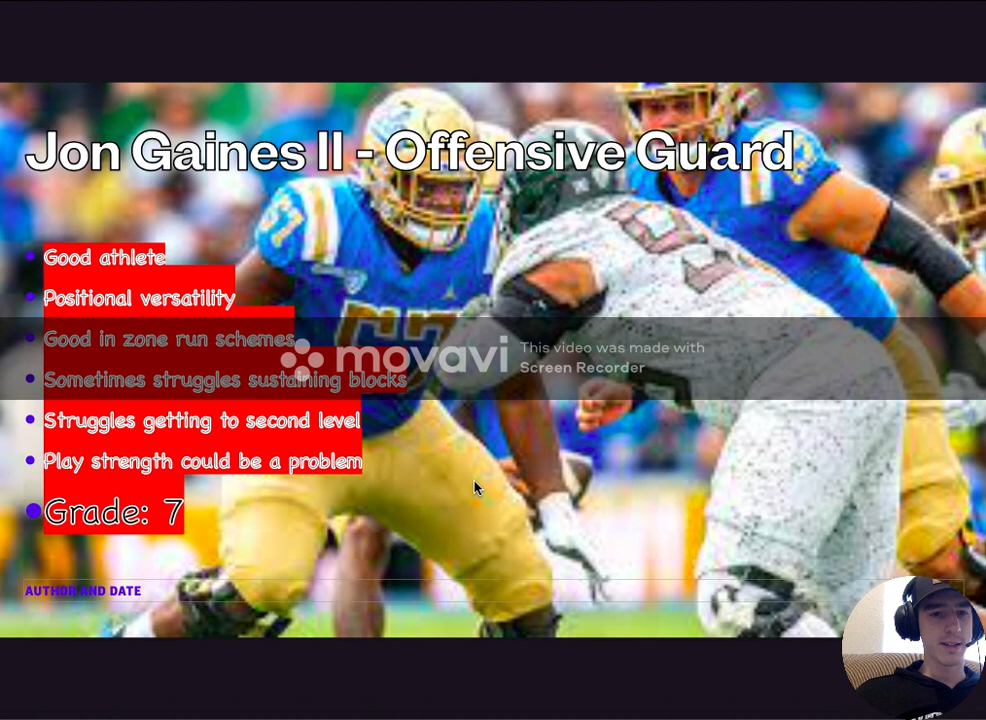 Jon Gaines II - Offensive Guard
Good athlete
Positional versatility
Good in zone run schemes
Sometimes struggles sustaining blocks
Struggles getting to second level
Play strength could be a problem
Grade: 7
movavi
This video was made with
Screen Recorder
AUTHOR AND DATE
57
57